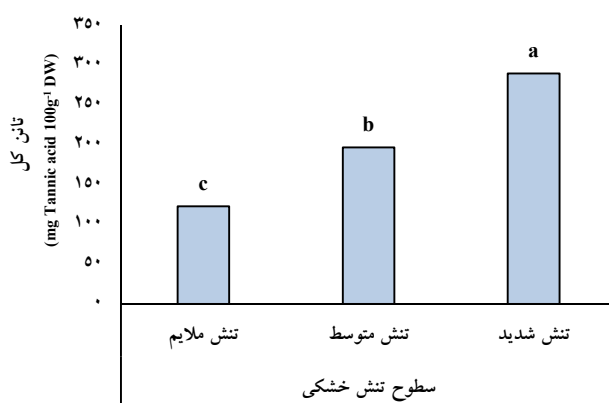 تانن کل
(mg Tannic acid 100g⁻¹ DW)
۳۵۰
۳۰۰
۲۵۰
۲۰۰
۱۵۰
۱۰۰
۵۰
۰
c
b
a
تنش ملایم
تنش متوسط
تنش شدید
سطوح تنش خشکی